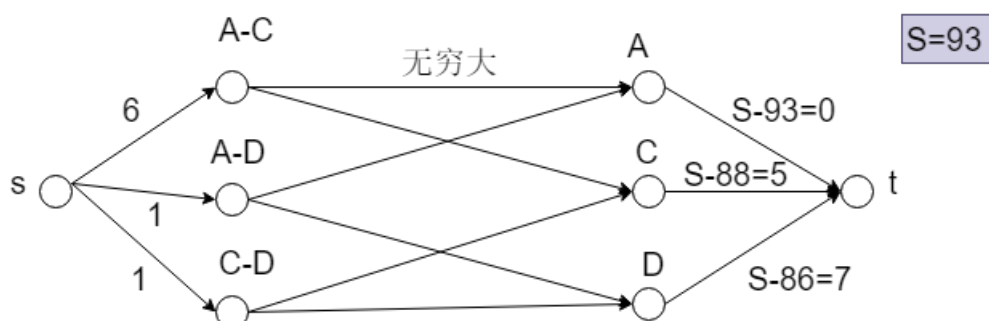 A-C
无穷大
A
S=93
6
S-93=0
A-D
C
s
S-88=5
t
1
C-D
D
1
S-86=7